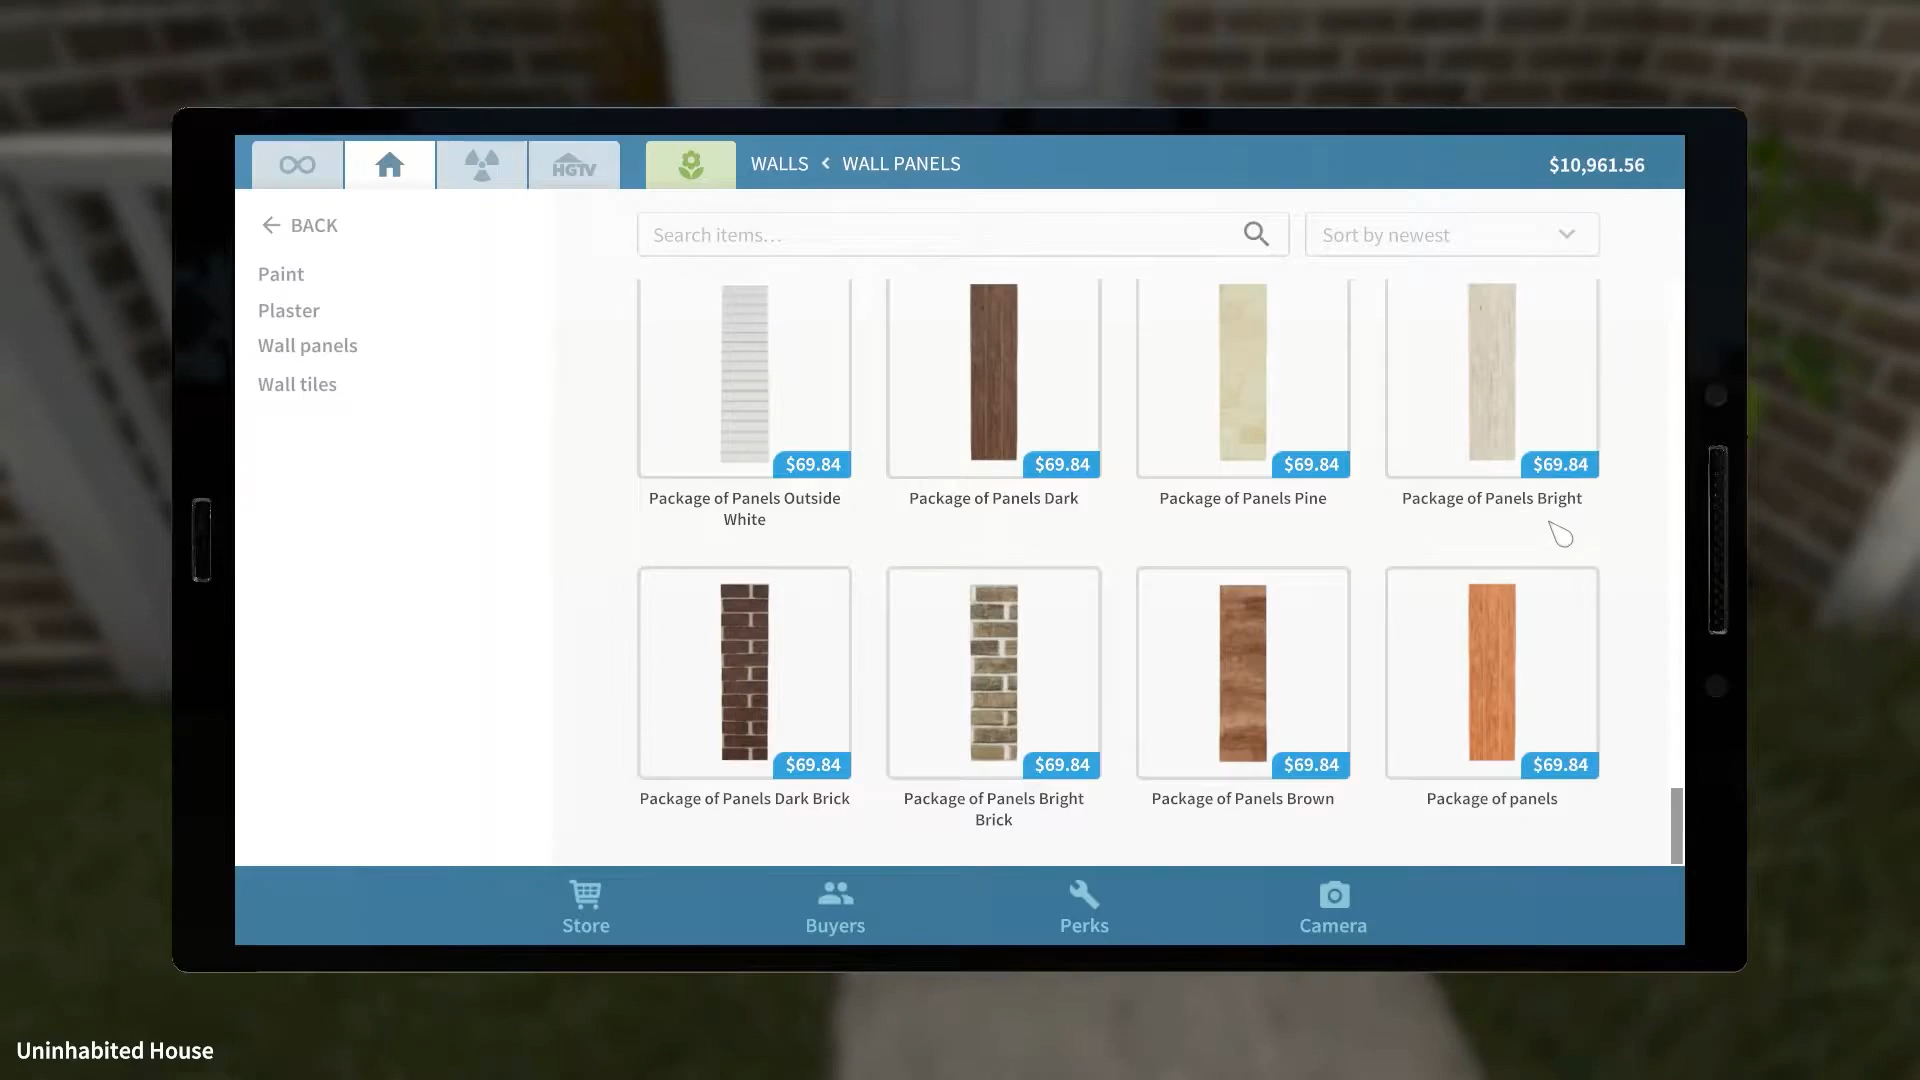 HGTV
WALLS < WALL PANELS
$10,961.56
BACK
Paint
Plaster
Wall panels
Wall tiles
Search items...
Sort by newest
$69.84
$69.84
$69.84
$69.84
Package of Panels Outside
White
Package of Panels Dark
Package of Panels Pine
Package of Panels Bright
$69.84
$69.84
$69.84
$69.84
Package of Panels Dark Brick
Package of Panels Bright
Brick
Package of Panels Brown
Package of panels
Store
Buyers
Perks
Camera
Uninhabited House